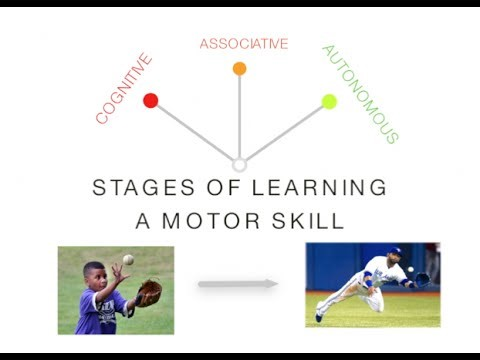 COGNITIVE
ASSOCIATIVE
AUTONOMOUS
STAGES OF LEARNING
A MOTOR SKILL